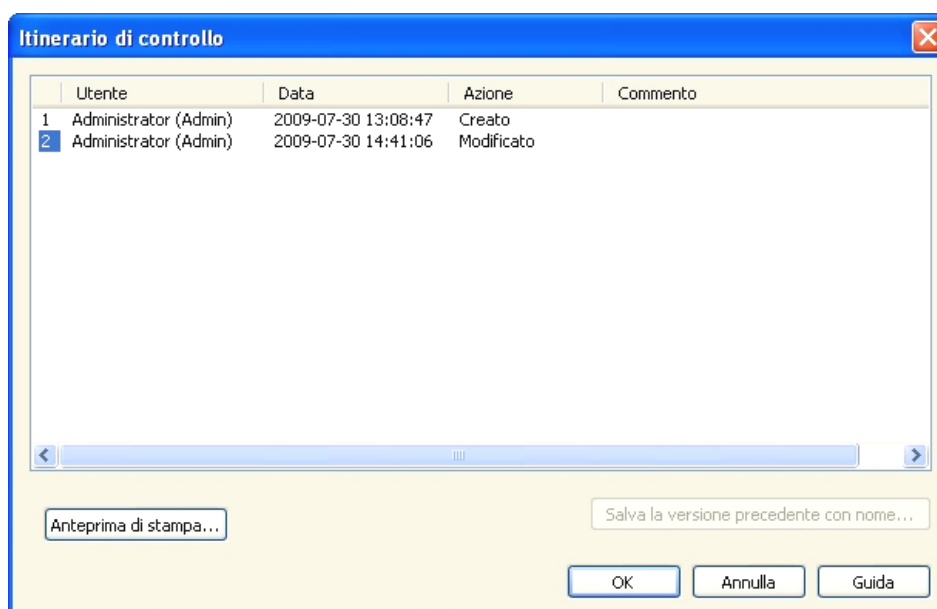 Itinerario di controllo
Utente Data Azione Commento
1 Administrator (Admin) 2009-07-30 13:08:47 Creato
2 Administrator (Admin) 2009-07-30 14:41:06 Modificato
Anteprima di stampa...
Salva la versione precedente con nome...
OK Annulla Guida